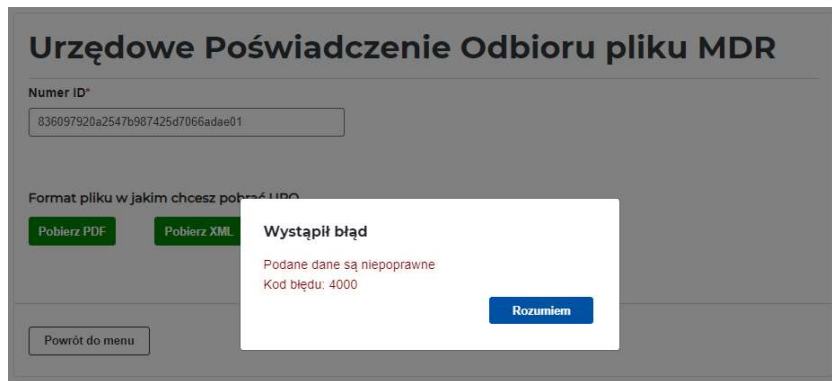 Urzędowe Poświadczenie Odbioru pliku MDR
Numer ID*
836097920a2547b987425d7066adae01
Format pliku w jakim chcesz pobrać UPO
Pobierz PDF
Pobierz XML
Wystąpił błąd
Podane dane są niepoprawne
Kod błędu: 4000
Rozumiem
Powrót do menu